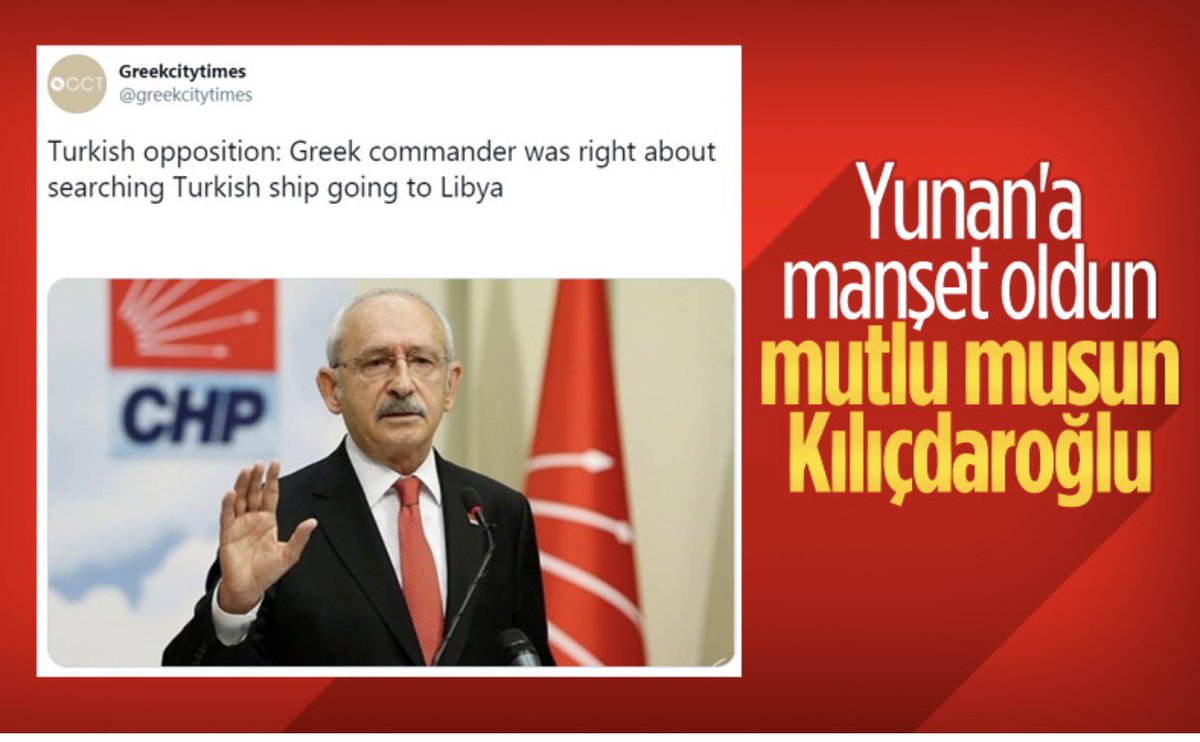 GCT
Greekcitytimes
@greekcitytimes
Turkish opposition: Greek commander was right about
searching Turkish ship going to Libya
CHP
Yunan'a
manşet oldun
mutlu musun
Kılıçdaroğlu